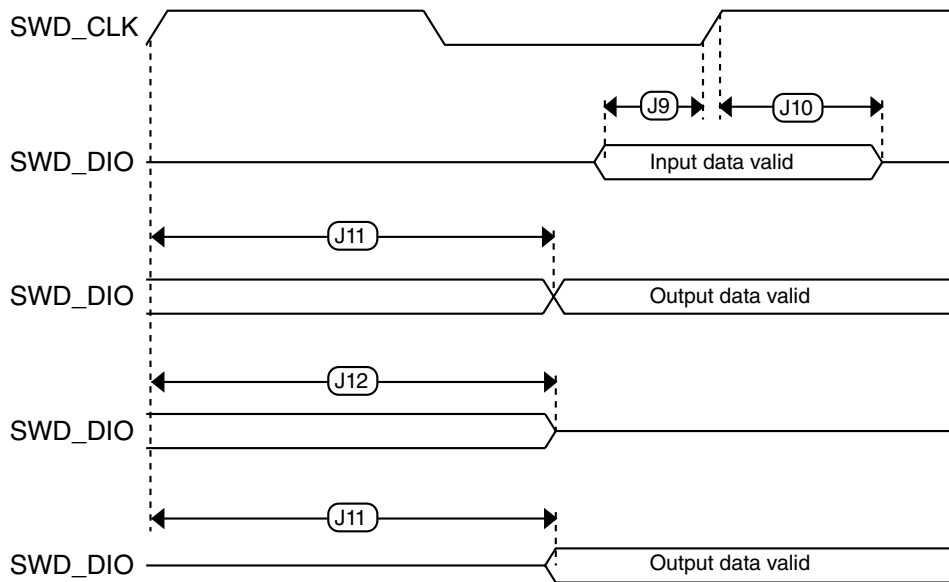 SWD_CLK
J9
J10
SWD_DIO
Input data valid
J11
SWD_DIO
Output data valid
J12
SWD_DIO
J11
SWD_DIO
Output data valid